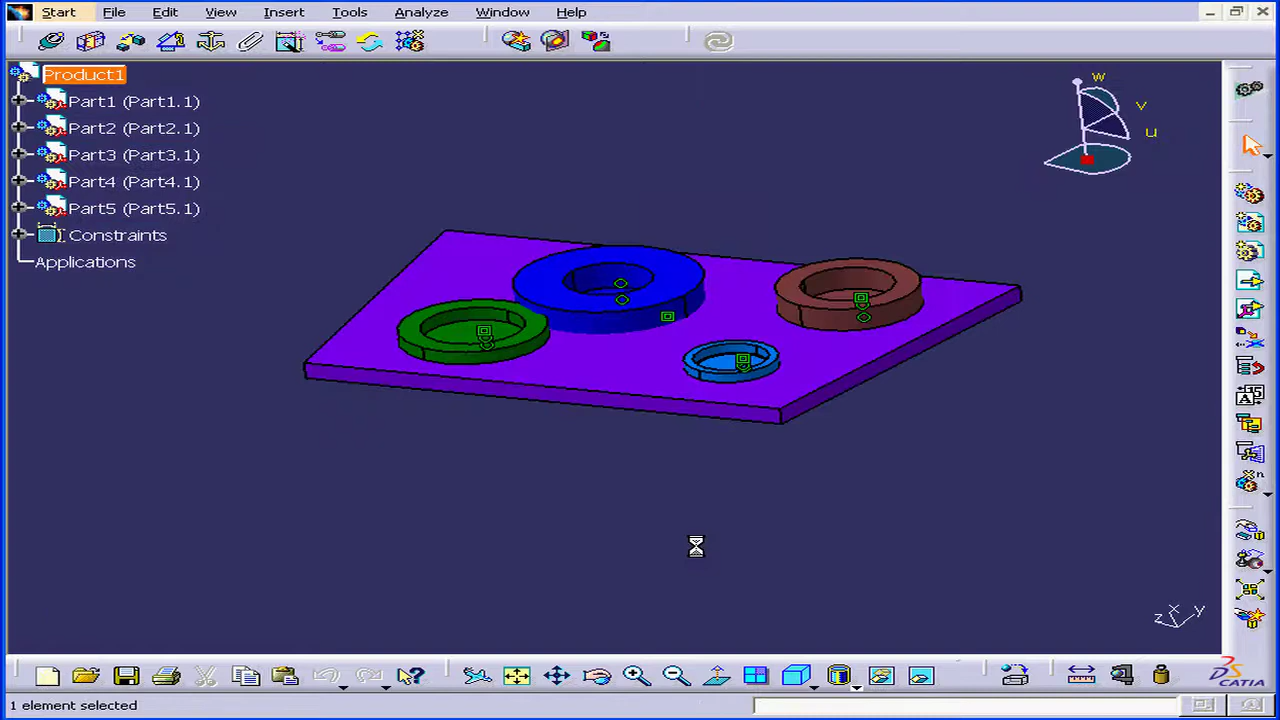 Start File Edit View Insert Tools Analyze Window Help
Product1
Part1 (Part1.1)
Part2 (Part2.1)
Part3 (Part3.1)
Part4 (Part4.1)
Part5 (Part5.1)
Constraints
Applications
w
v
u
x
y
z
CATIA
1 element selected